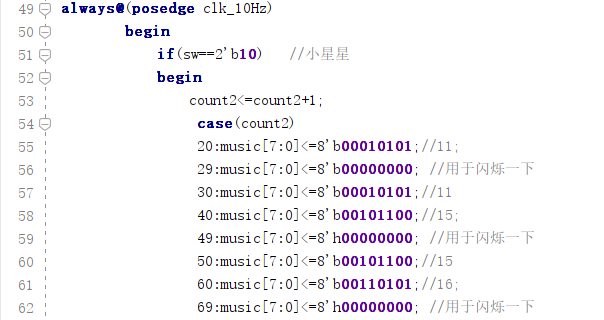 49 always@(posedge clk_10Hz)
50 begin
51 if(sw==2'b10) //小星星
52 begin
53 count2<=count2+1;
54 case(count2)
55 20:music[7:0]<=8'b00010101;//11;
56 29:music[7:0]<=8'b00000000; //用于闪烁一下
57 30:music[7:0]<=8'b00010101;//11
58 40:music[7:0]<=8'b00101100;//15;
59 49:music[7:0]<=8'h00000000; //用于闪烁一下
60 50:music[7:0]<=8'b00101100;//15
61 60:music[7:0]<=8'b00110101;//16;
62 69:music[7:0]<=8'h00000000; //用于闪烁一下